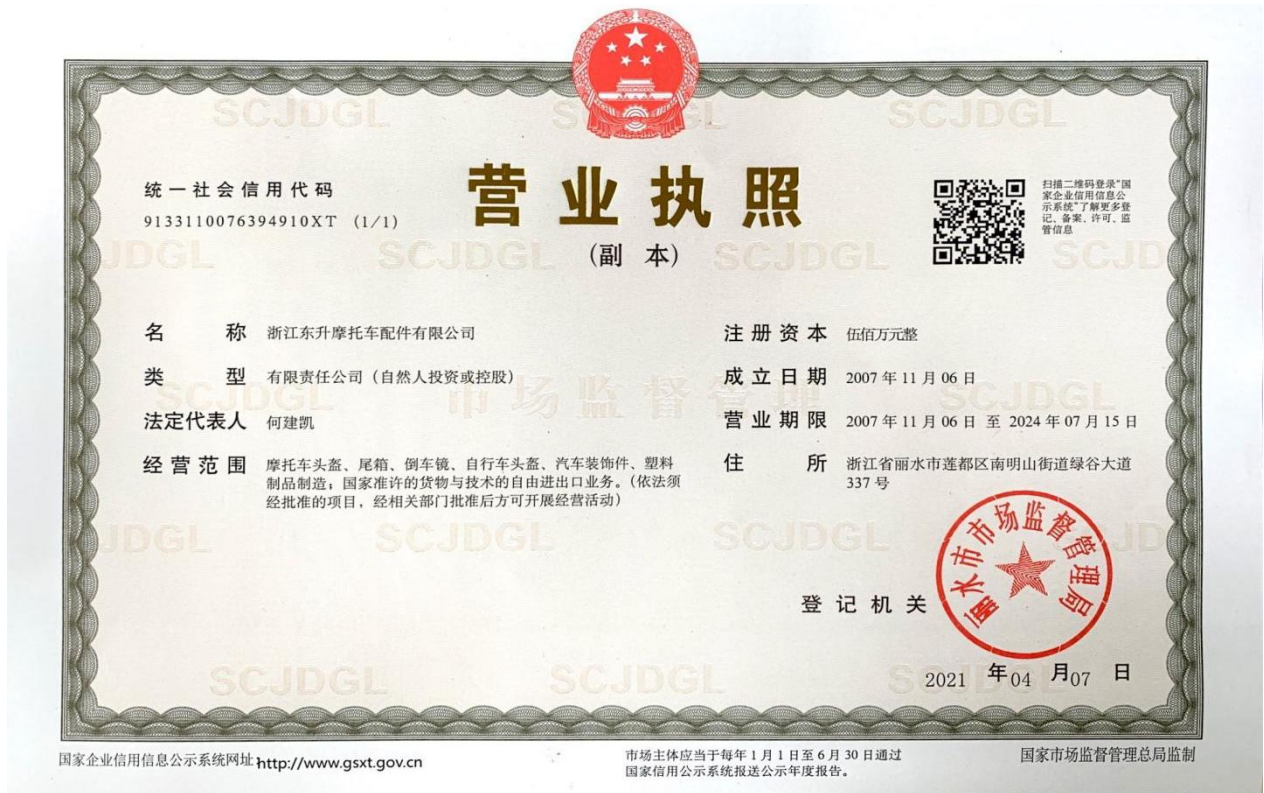 统一社会信用代码
9133110076394910XT (1/1)
营业执照
(副 本)
扫描二维码登录“国
家企业信用信息公
示系统”了解更多登
记、备案、许可、监
管信息
名 称 浙江东升摩托车配件有限公司
类 型 有限责任公司（自然人投资或控股）
法定代表人 何建凯
经营范围 摩托车头盔、尾箱、倒车镜、自行车头盔、汽车装饰件、塑料
制品制造；国家准许的货物与技术的自由进出口业务。(依法须
经批准的项目，经相关部门批准后方可开展经营活动)
注册资本 伍佰万元整
成立日期 2007年11月06日
营业期限 2007年11月06日 至 2024年07月15日
住 所 浙江省丽水市莲都区南明山街道绿谷大道
337号
登记机关
丽水市市场监督管理局
2021 年04 月07 日
SCJDGL
市场监督管理
国家企业信用信息公示系统网址http://www.gsxt.gov.cn
市场主体应当于每年1月1日至6月30日通过
国家信用公示系统报送公示年度报告。
国家市场监督管理总局监制